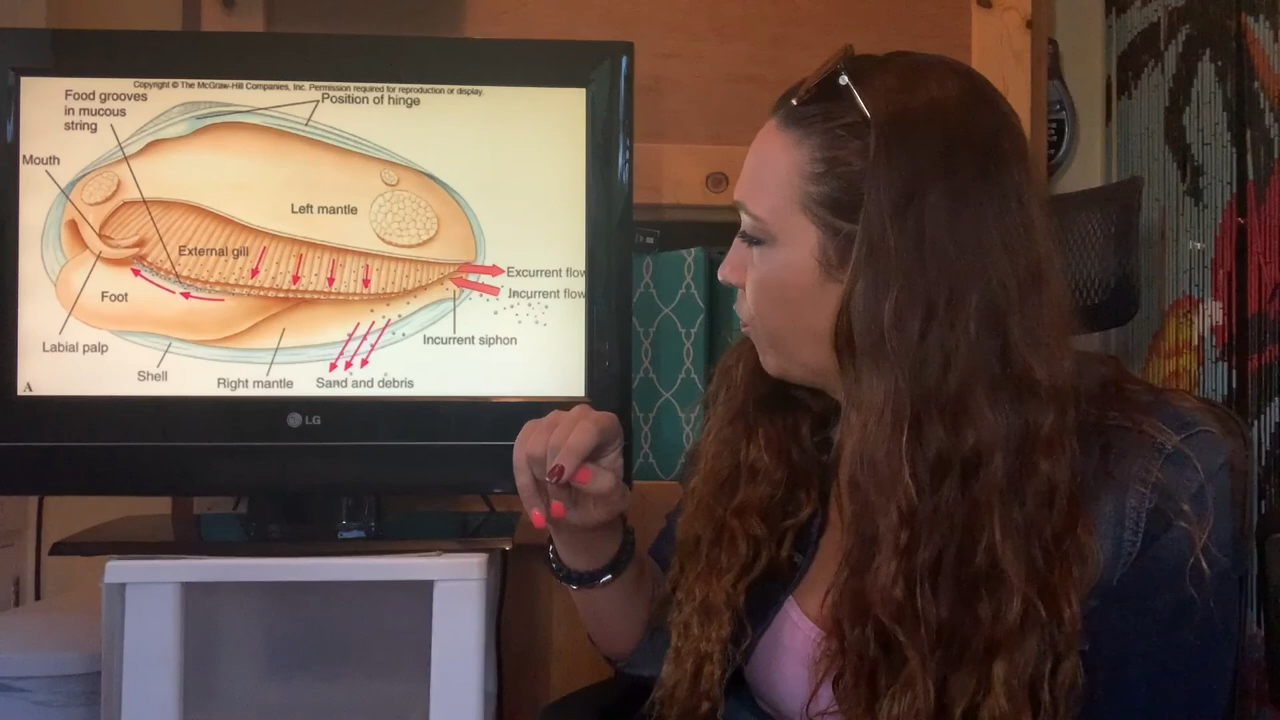 Copyright © The McGraw-Hill Companies, Inc. Permission required for reproduction or display.
Food grooves
in mucous
string
Position of hinge
Mouth
Left mantle
External gill
Excurrent flow
Incurrent flow
Foot
Incurrent siphon
Labial palp
Shell
Right mantle
Sand and debris
A
LG